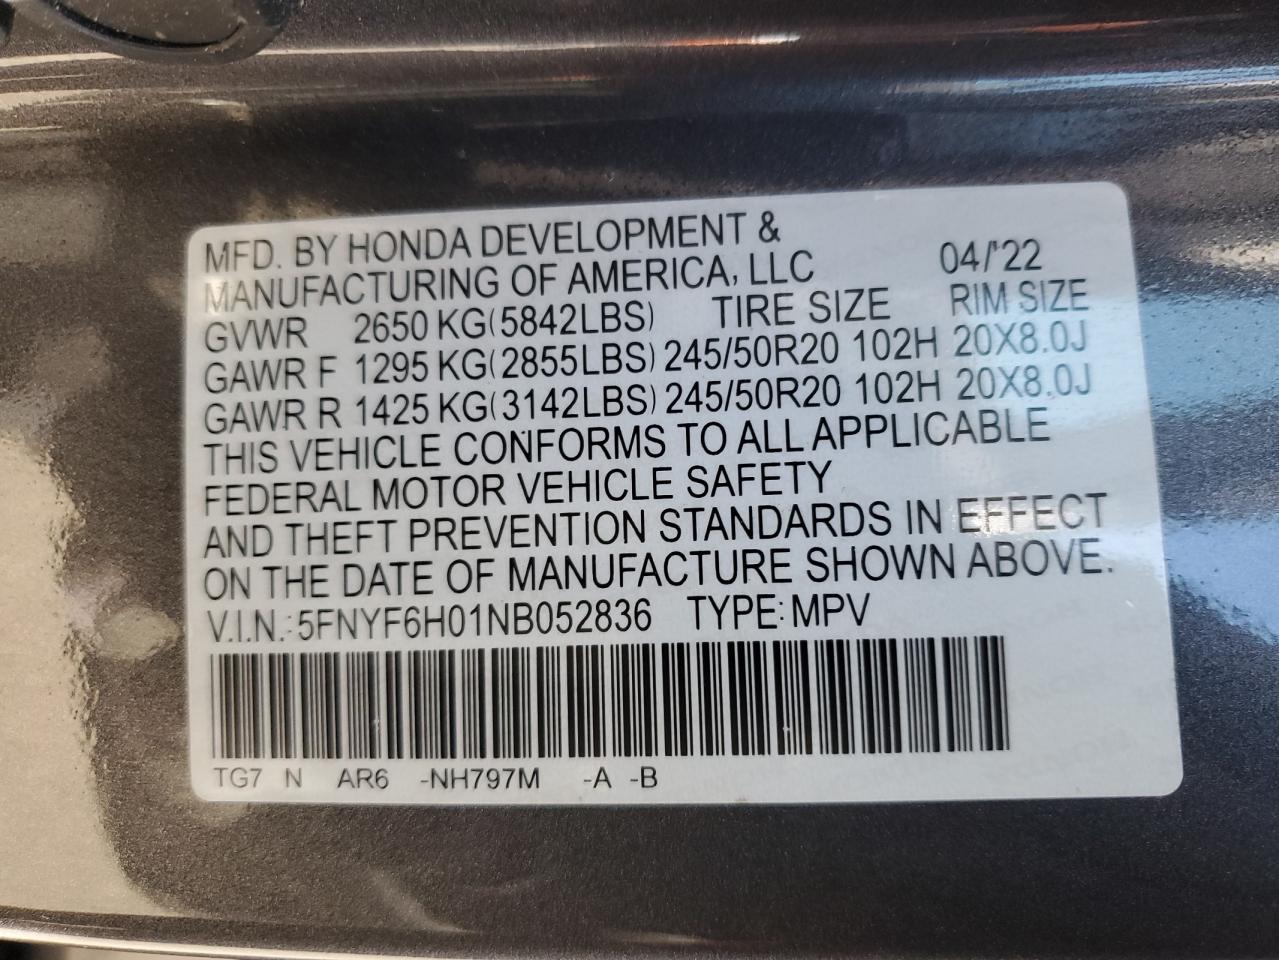 MFD. BY HONDA DEVELOPMENT &
MANUFACTURING OF AMERICA, LLC 04/'22
GVWR 2650 KG(5842LBS) TIRE SIZE RIM SIZE
GAWR F 1295 KG(2855LBS) 245/50R20 102H 20X8.0J
GAWR R 1425 KG(3142LBS) 245/50R20 102H 20X8.0J
THIS VEHICLE CONFORMS TO ALL APPLICABLE
FEDERAL MOTOR VEHICLE SAFETY
AND THEFT PREVENTION STANDARDS IN EFFECT
ON THE DATE OF MANUFACTURE SHOWN ABOVE.
V.I.N.: 5FNYF6H01NB052836 TYPE: MPV
TG7 N AR6 -NH797M -A -B